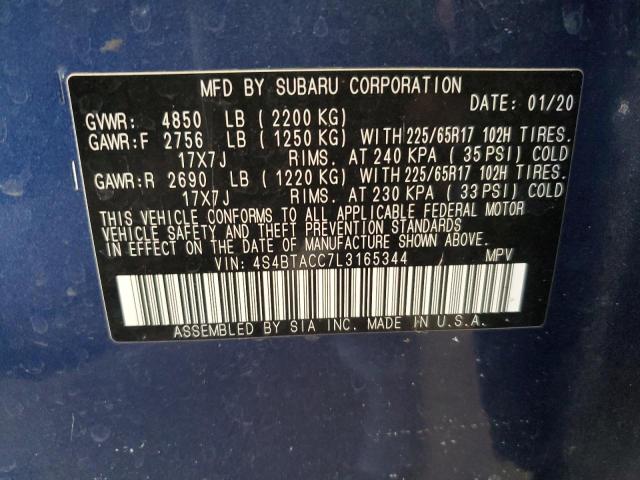 MFD BY SUBARU CORPORATION
DATE: 01/20
GVWR: 4850 LB (2200 KG)
GAWR:F 2756 LB (1250 KG) WITH 225/65R17 102H TIRES.
17X7J RIMS. AT 240 KPA (35 PSI) COLD
GAWR:R 2690 LB (1220 KG) WITH 225/65R17 102H TIRES.
17X7J RIMS. AT 230 KPA (33 PSI) COLD
THIS VEHICLE CONFORMS TO ALL APPLICABLE FEDERAL MOTOR
VEHICLE SAFETY AND THEFT PREVENTION STANDARDS
IN EFFECT ON THE DATE OF MANUFACTURE SHOWN ABOVE.
VIN: 4S4BTACC7L3165344 MPV
ASSEMBLED BY SIA INC. MADE IN U.S.A.